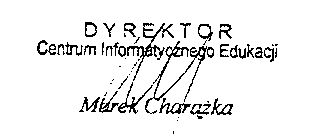 DYREKTOR
Centrum Informatycznego Edukacji
Marek Charążka